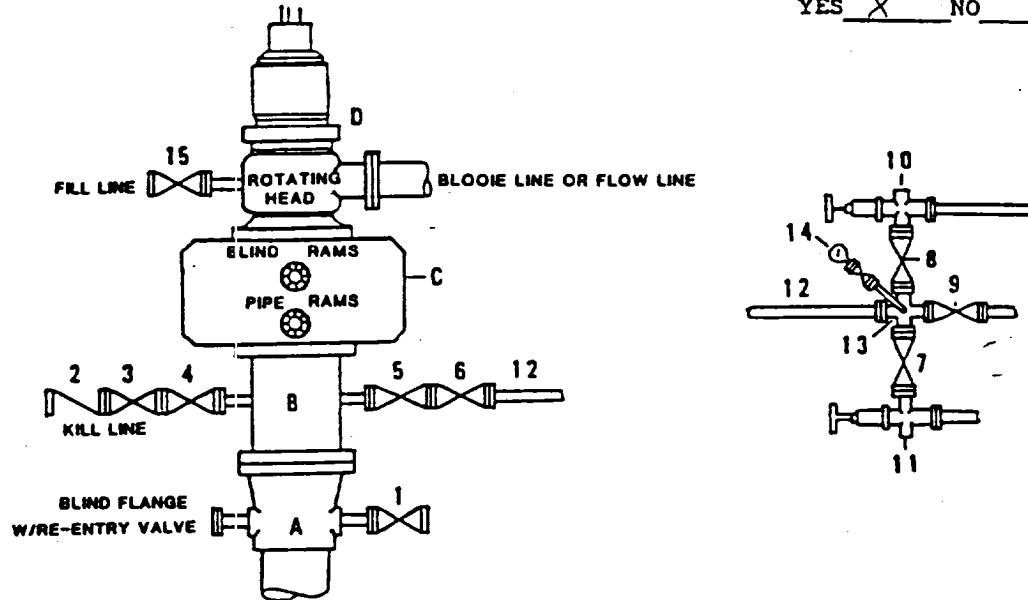 YES X NO
D
15
FILL LINE
ROTATING
HEAD
BLOOIE LINE OR FLOW LINE
BLIND RAMS
C
PIPE RAMS
2 3 4
KILL LINE
B
5 6 12
BLIND FLANGE
W/RE-ENTRY VALVE
A
1
10
14
8
12
9
13
7
11